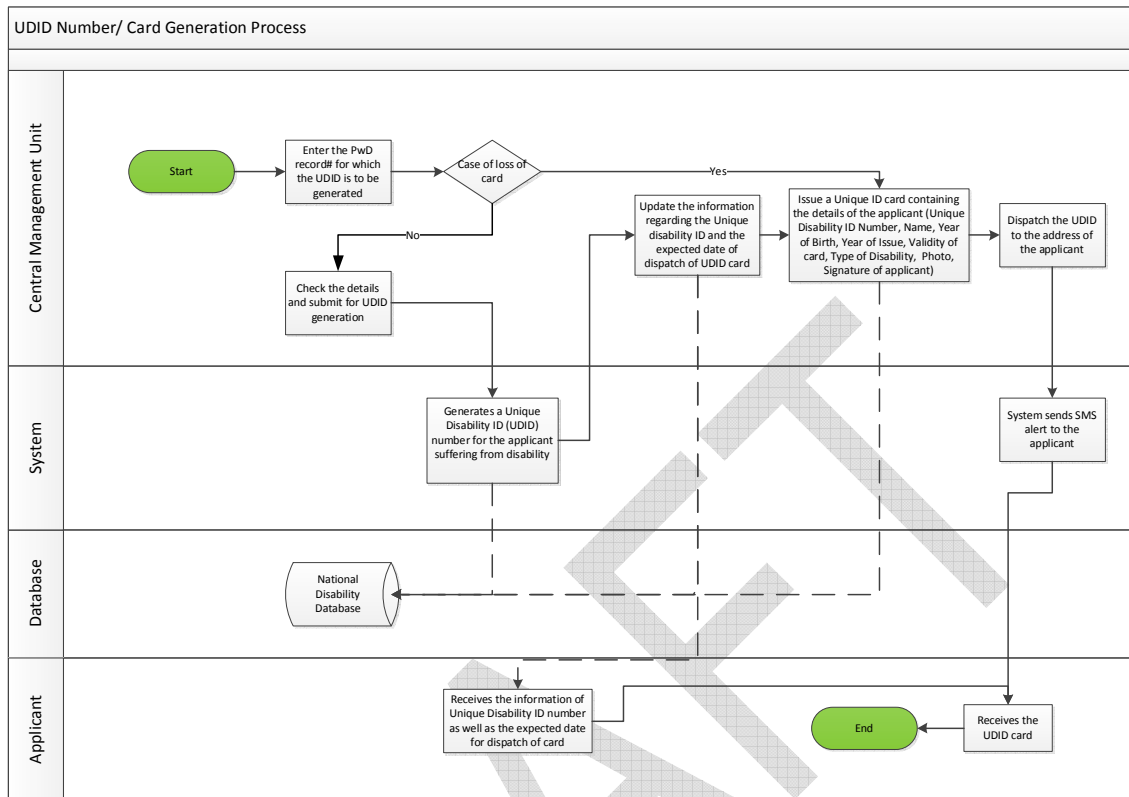 UDID Number/ Card Generation Process
Central Management Unit
Start
Enter the PwD
record# for which
the UDID is to be
generated
Case of loss of
card
Yes
No
Check the details
and submit for UDID
generation
Update the information
regarding the Unique
disability ID and the
expected date of
dispatch of UDID card
Issue a Unique ID card containing
the details of the applicant (Unique
Disability ID Number, Name, Year
of Birth, Year of Issue, Validity of
card, Type of Disability, Photo,
Signature of applicant)
Dispatch the UDID
to the address of
the applicant
System
Generates a Unique
Disability ID (UDID)
number for the applicant
suffering from disability
System sends SMS
alert to the
applicant
Database
National
Disability
Database
Applicant
Receives the information of
Unique Disability ID number
as well as the expected date
for dispatch of card
End
Receives the
UDID card